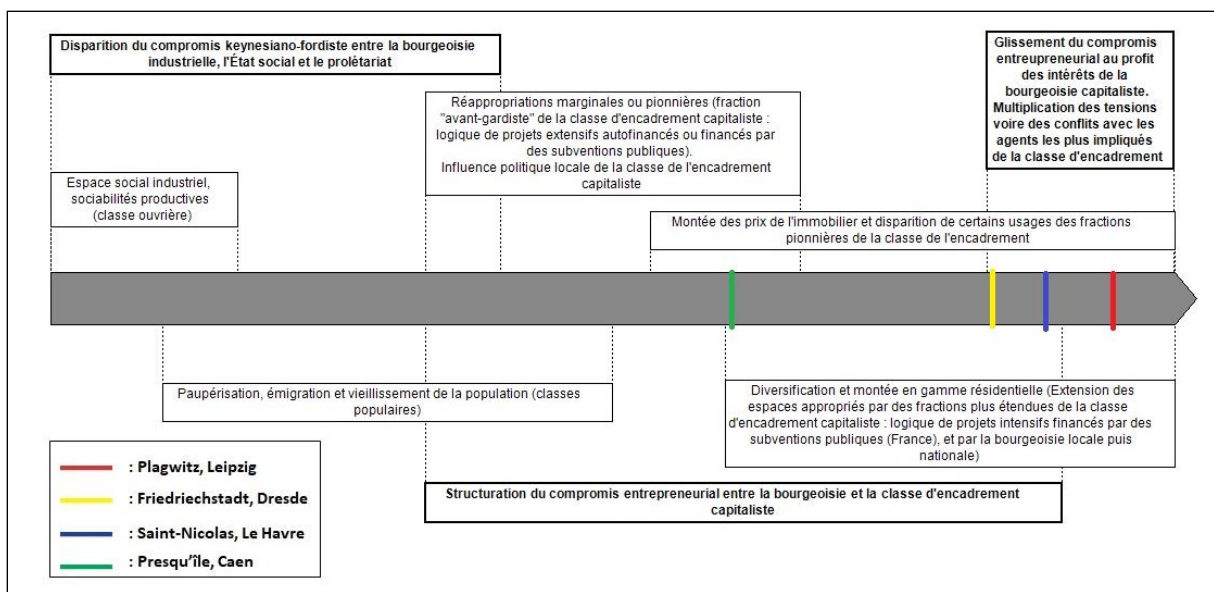 Disparition du compromis keynesiano-fordiste entre la bourgeoisie
industrielle, l'État social et le prolétariat
Glissement du compromis
entreupreneurial au profit
des intérêts de la
bourgeoisie capitaliste.
Multiplication des tensions
voire des conflits avec les
agents les plus impliqués
de la classe d'encadrement
Réappropriations marginales ou pionnières (fraction
"avant-gardiste" de la classe d'encadrement capitaliste :
logique de projets extensifs autofinancés ou financés par
des subventions publiques).
Influence politique locale de la classe de l'encadrement
capitaliste
Espace social industriel,
sociabilités productives
(classe ouvrière)
Montée des prix de l'immobilier et disparition de certains usages des fractions
pionnières de la classe de l'encadrement
Paupérisation, émigration et vieillissement de la population (classes
populaires)
Diversification et montée en gamme résidentielle (Extension des
espaces appropriés par des fractions plus étendues de la classe
d'encadrement capitaliste : logique de projets intensifs financés par des
subventions publiques (France), et par la bourgeoisie locale puis
nationale)
Structuration du compromis entrepreneurial entre la bourgeoisie et la classe d'encadrement
capitaliste
: Plagwitz, Leipzig
: Friedriechstadt, Dresde
: Saint-Nicolas, Le Havre
: Presqu'île, Caen